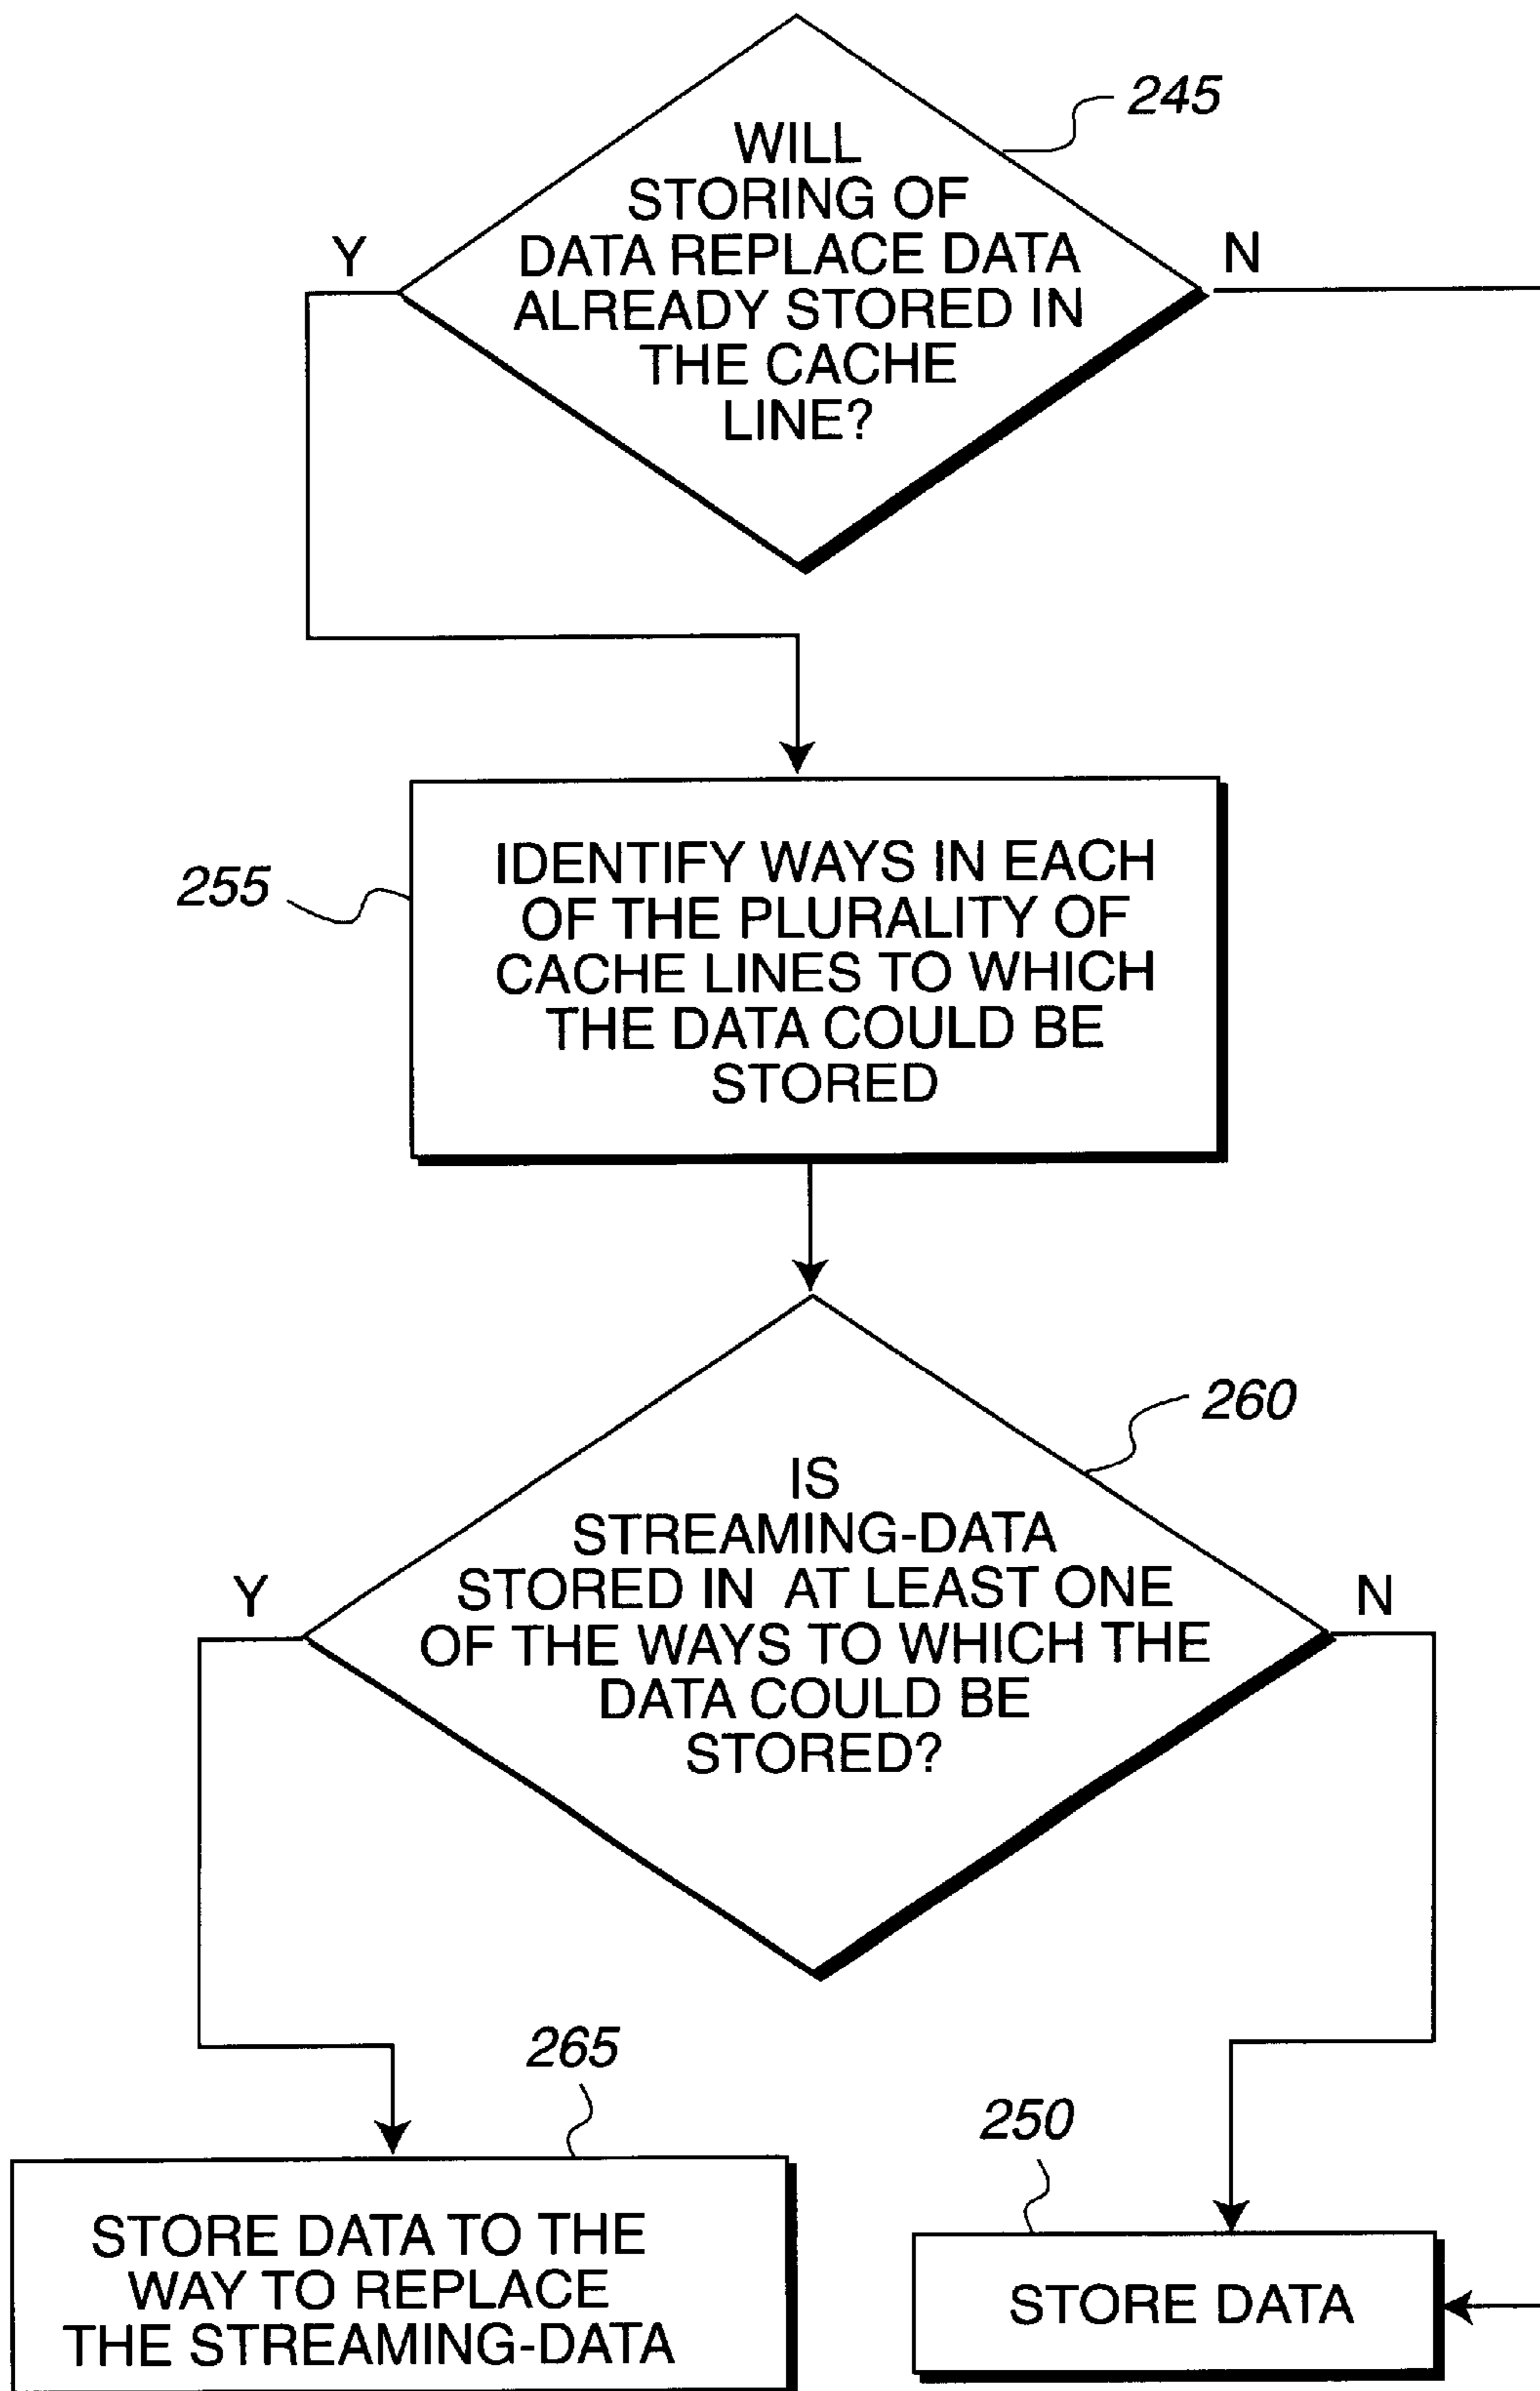 245
WILL
STORING OF
DATA REPLACE DATA
ALREADY STORED IN
THE CACHE
LINE?
Y
N
255
IDENTIFY WAYS IN EACH
OF THE PLURALITY OF
CACHE LINES TO WHICH
THE DATA COULD BE
STORED
260
IS
STREAMING-DATA
STORED IN AT LEAST ONE
OF THE WAYS TO WHICH THE
DATA COULD BE
STORED?
Y
N
265
STORE DATA TO THE
WAY TO REPLACE
THE STREAMING-DATA
250
STORE DATA